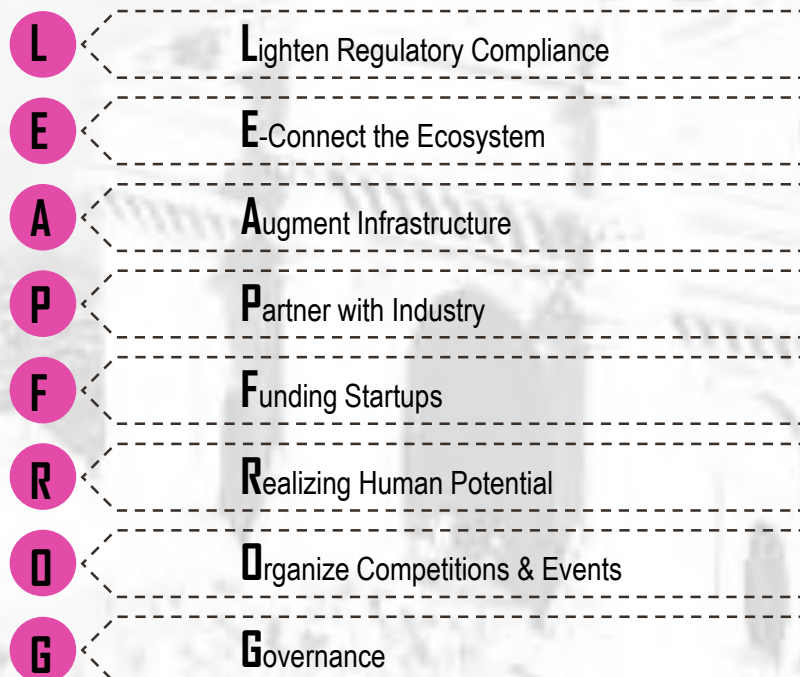 L Lighten Regulatory Compliance
E E-Connect the Ecosystem
A Augment Infrastructure
P Partner with Industry
F Funding Startups
R Realizing Human Potential
O Organize Competitions & Events
G Governance